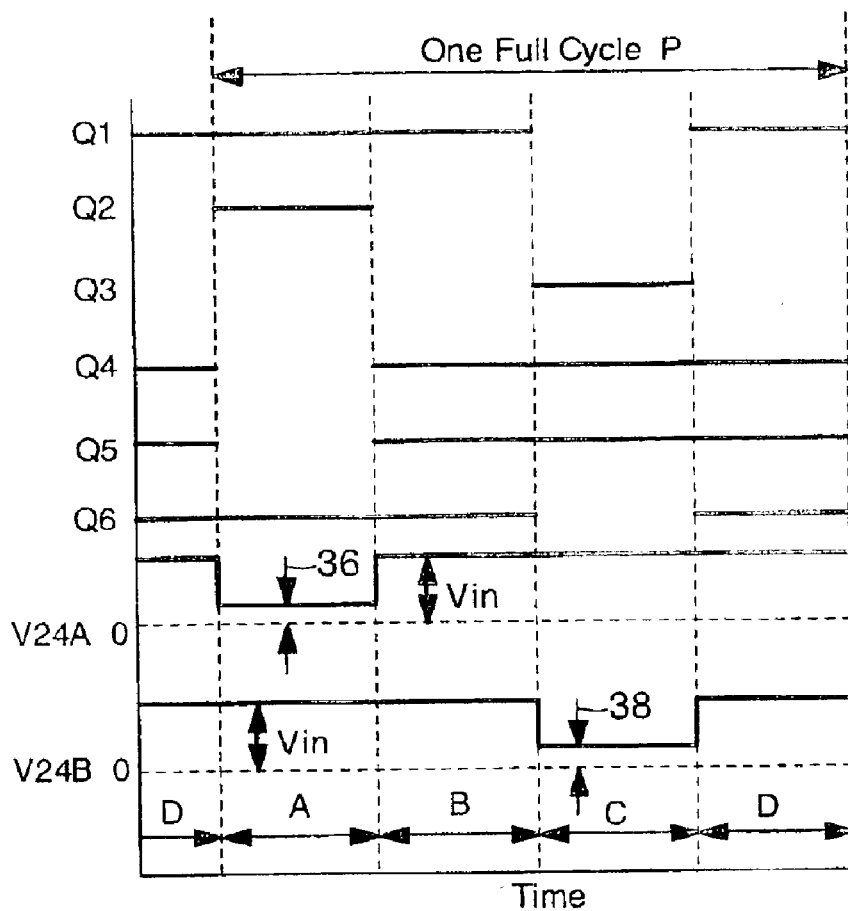 One Full Cycle P
Q1
Q2
Q3
Q4
Q5
Q6
36
Vin
V24A 0
38
Vin
V24B 0
D A B C D
Time